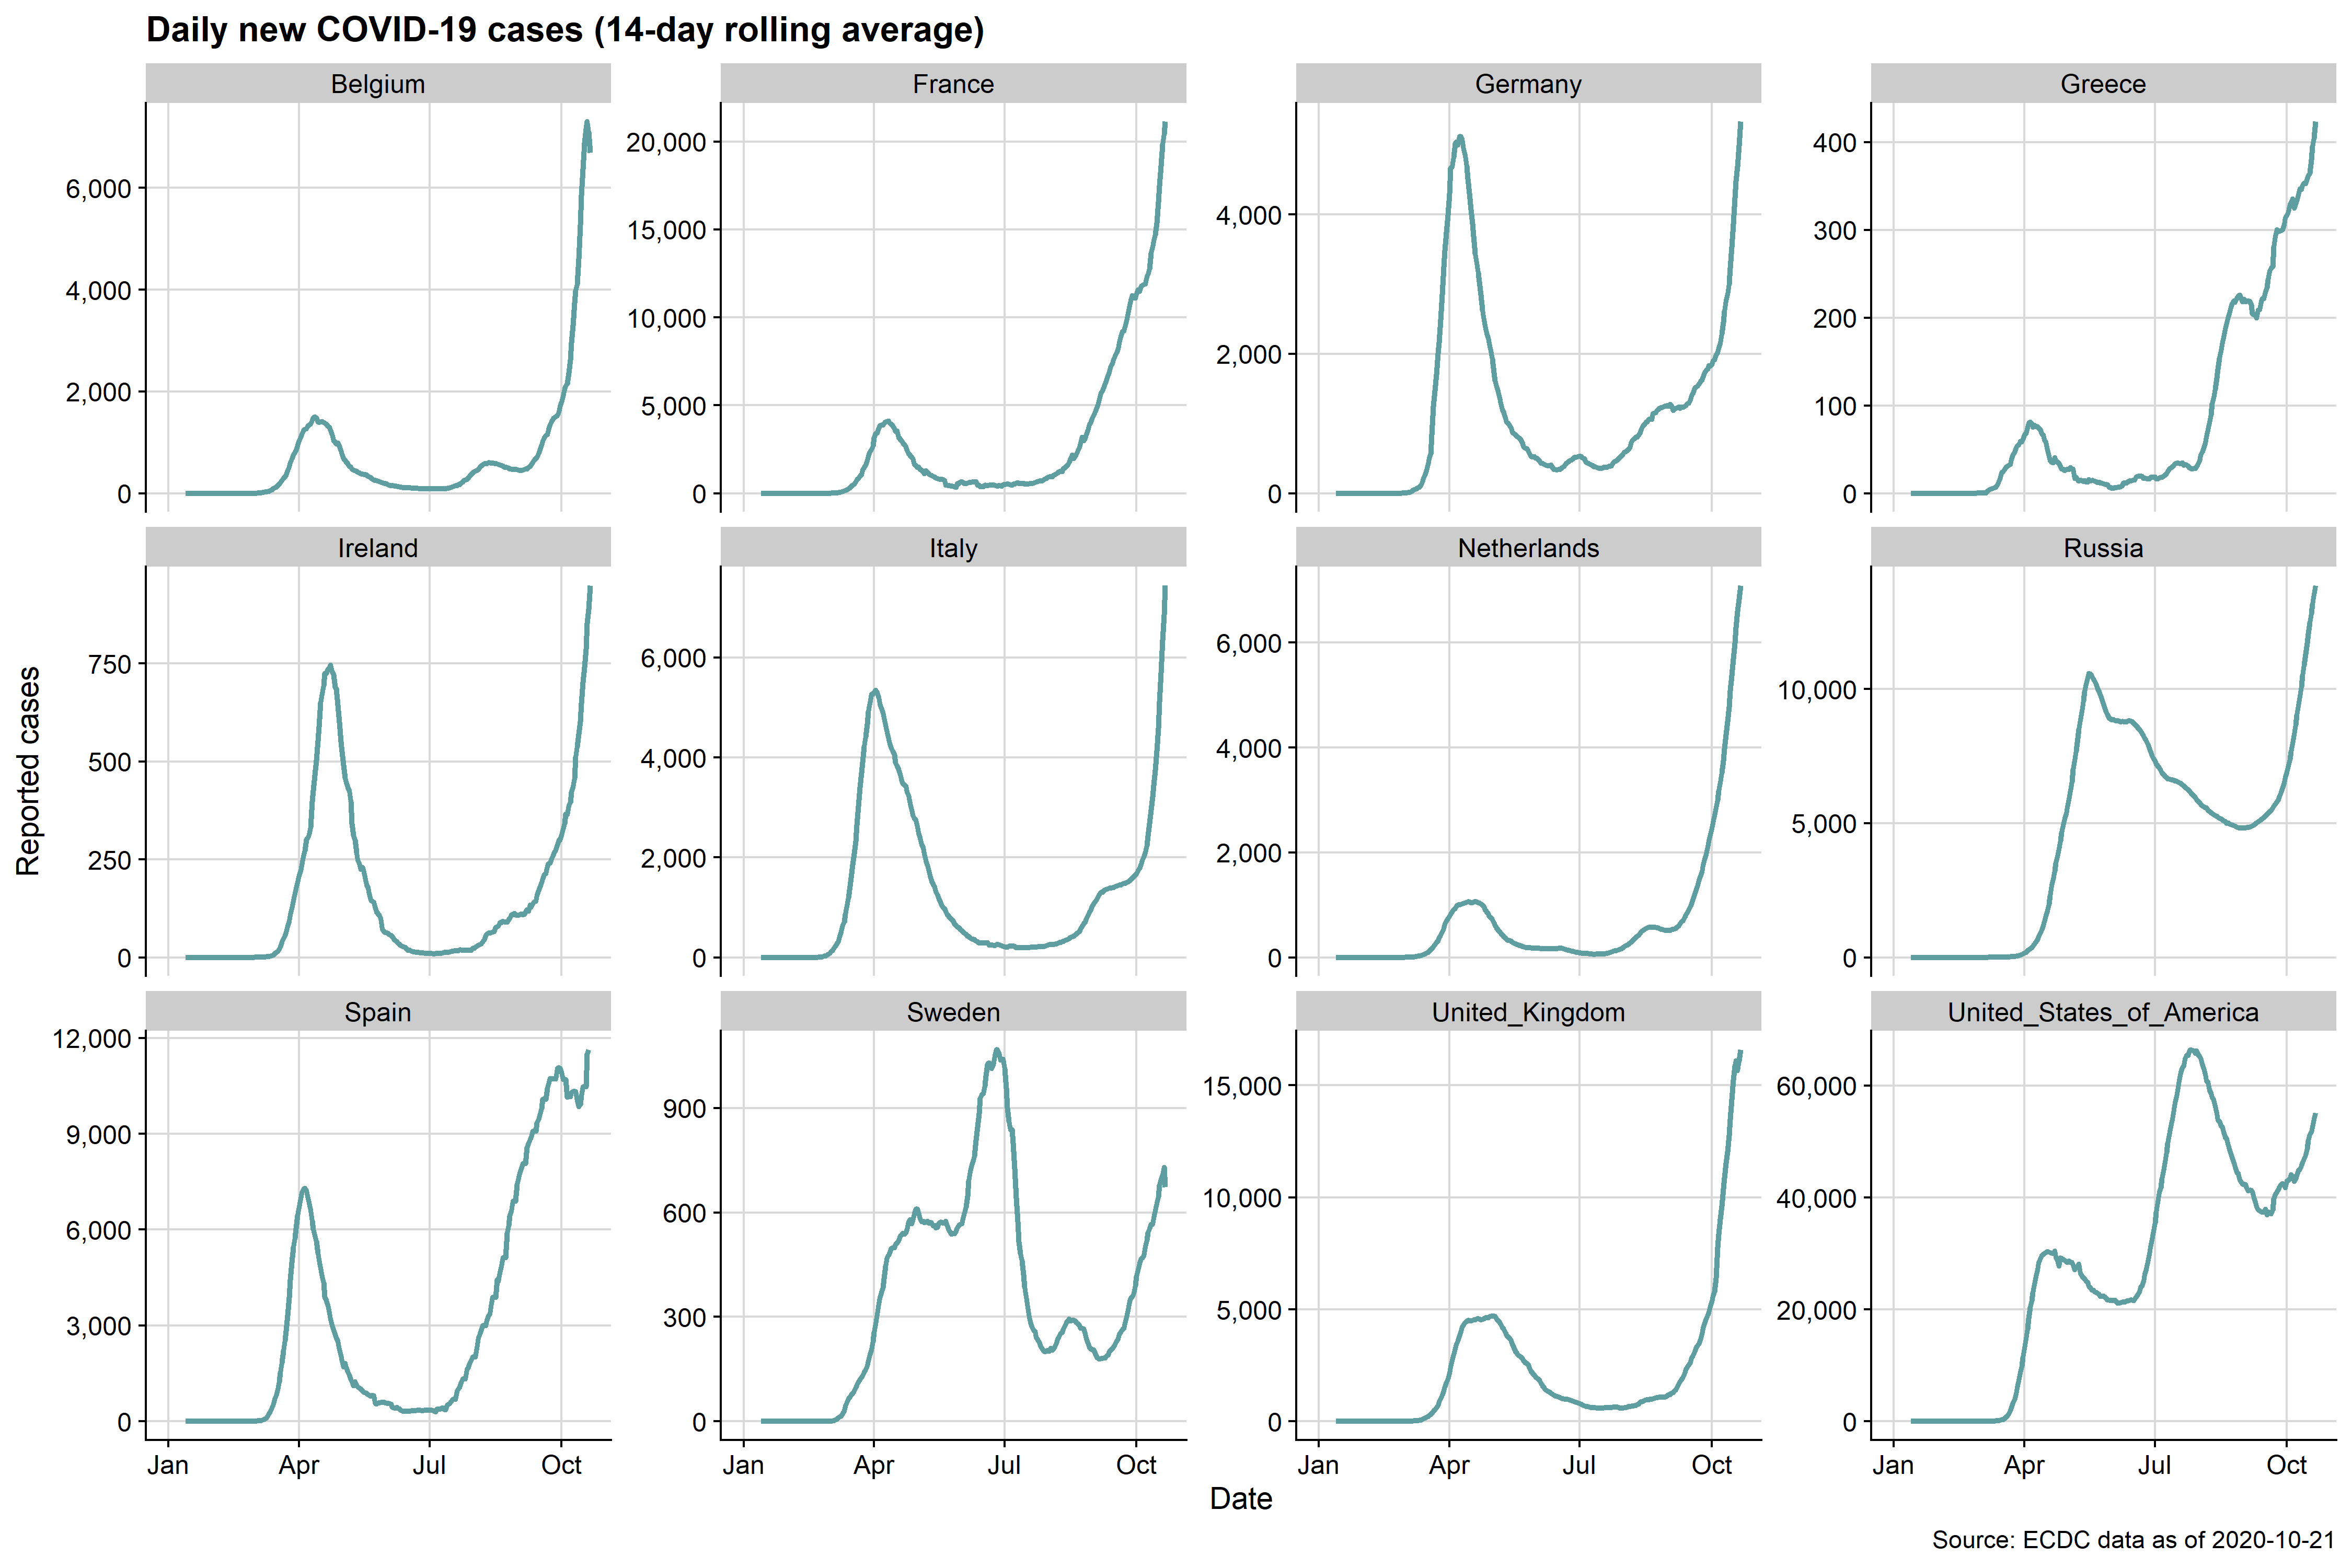 Daily new COVID-19 cases (14-day rolling average)
Belgium
France
Germany
Greece
6,000
4,000
2,000
0
20,000
15,000
10,000
5,000
0
4,000
2,000
0
400
300
200
100
0
Ireland
Italy
Netherlands
Russia
750
500
250
0
6,000
4,000
2,000
0
6,000
4,000
2,000
0
10,000
5,000
0
Spain
Sweden
United_Kingdom
United_States_of_America
12,000
9,000
6,000
3,000
0
900
600
300
0
15,000
10,000
5,000
0
60,000
40,000
20,000
0
Jan Apr Jul Oct
Jan Apr Jul Oct
Jan Apr Jul Oct
Jan Apr Jul Oct
Reported cases
Date
Source: ECDC data as of 2020-10-21